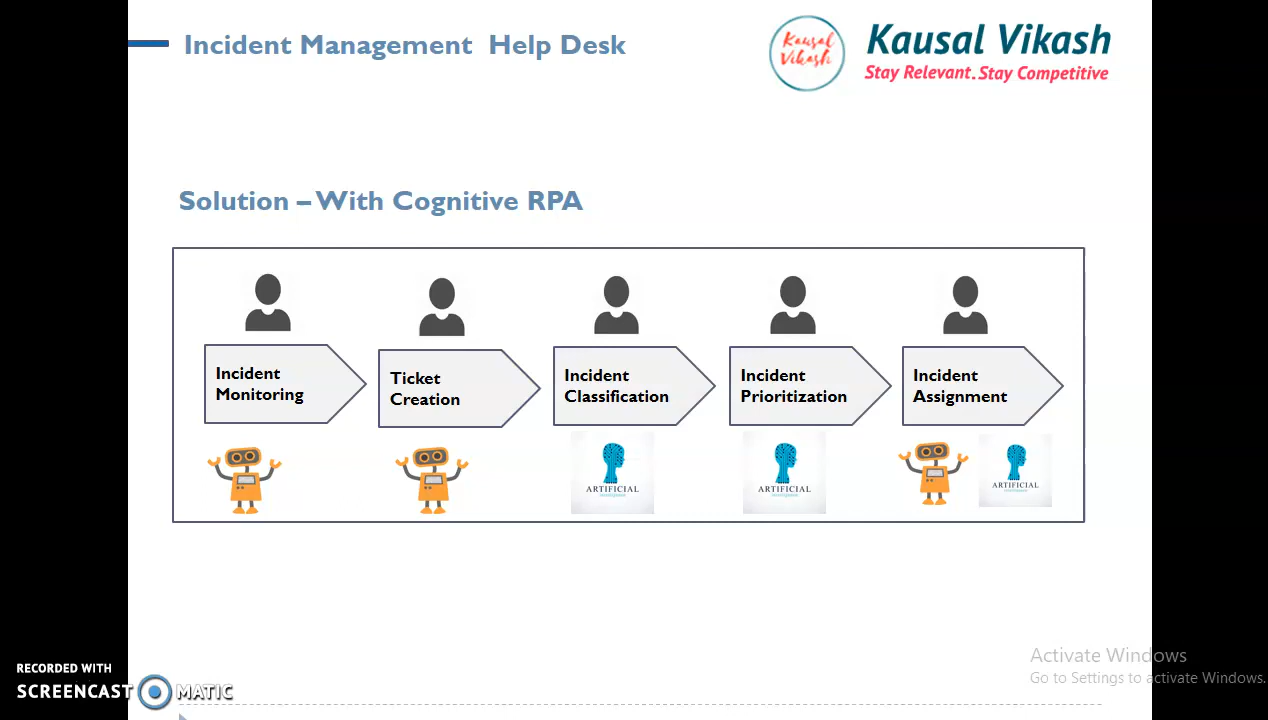 Incident Management Help Desk
Kausal
Vikash
Kausal Vikash
Stay Relevant. Stay Competitive
Solution – With Cognitive RPA
Incident
Monitoring
Ticket
Creation
Incident
Classification
Incident
Prioritization
Incident
Assignment
ARTIFICIAL
ARTIFICIAL
ARTIFICIAL
Activate Windows
Go to Settings to activate Windows.
RECORDED WITH
SCREENCAST MATIC